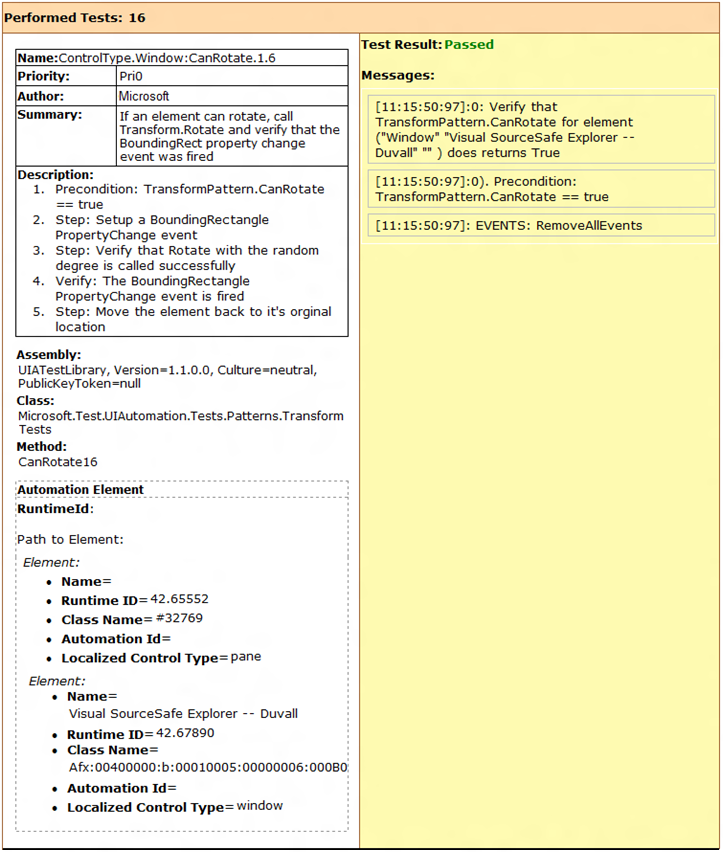 Performed Tests: 16
Name:ControlType.Window:CanRotate.1.6
Priority: Pri0
Author: Microsoft
Summary: If an element can rotate, call
Transform.Rotate and verify that the
BoundingRect property change
event was fired
Description:
1. Precondition: TransformPattern.CanRotate
== true
2. Step: Setup a BoundingRectangle
PropertyChange event
3. Step: Verify that Rotate with the random
degree is called successfully
4. Verify: The BoundingRectangle
PropertyChange event is fired
5. Step: Move the element back to it's orginal
location
Assembly:
UIATestLibrary, Version=1.1.0.0, Culture=neutral,
PublicKeyToken=null
Class:
Microsoft.Test.UIAutomation.Tests.Patterns.Transform
Tests
Method:
CanRotate16
Automation Element
RuntimeId:
Path to Element:
Element:
• Name=
• Runtime ID= 42.65552
• Class Name= #32769
• Automation Id=
• Localized Control Type= pane
Element:
• Name=
Visual SourceSafe Explorer -- Duvall
• Runtime ID= 42.67890
• Class Name=
Afx:00400000:b:00010005:00000006:000B0
• Automation Id=
• Localized Control Type= window
Test Result: Passed
Messages:
[11:15:50:97]:0: Verify that
TransformPattern.CanRotate for element
("Window" "Visual SourceSafe Explorer --
Duvall" "" ) does returns True
[11:15:50:97]:0). Precondition:
TransformPattern.CanRotate == true
[11:15:50:97]: EVENTS: RemoveAllEvents